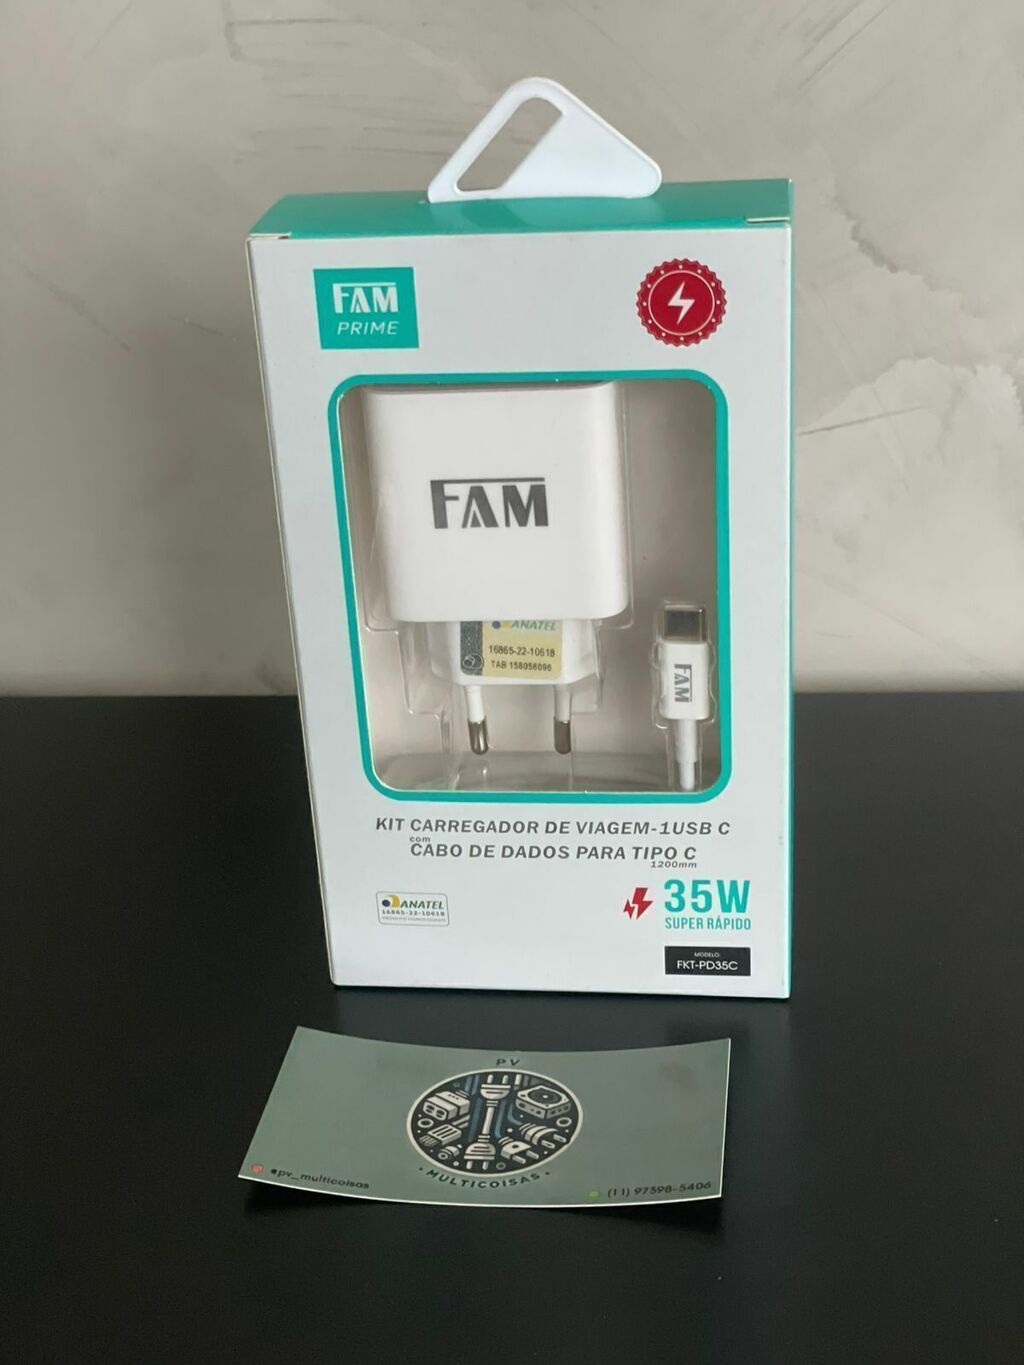 FAM
PRIME
FAM
ANATEL
16865-22-10618
TAB 158058096
FAM
KIT CARREGADOR DE VIAGEM-1USB C
com
CABO DE DADOS PARA TIPO C
1200mm
ANATEL
16865-22-10618
35W
SUPER RÁPIDO
MODELO:
FKT-PD35C
PV
MULTICOISAS
@pv_multicoisas
(11) 97398-5406